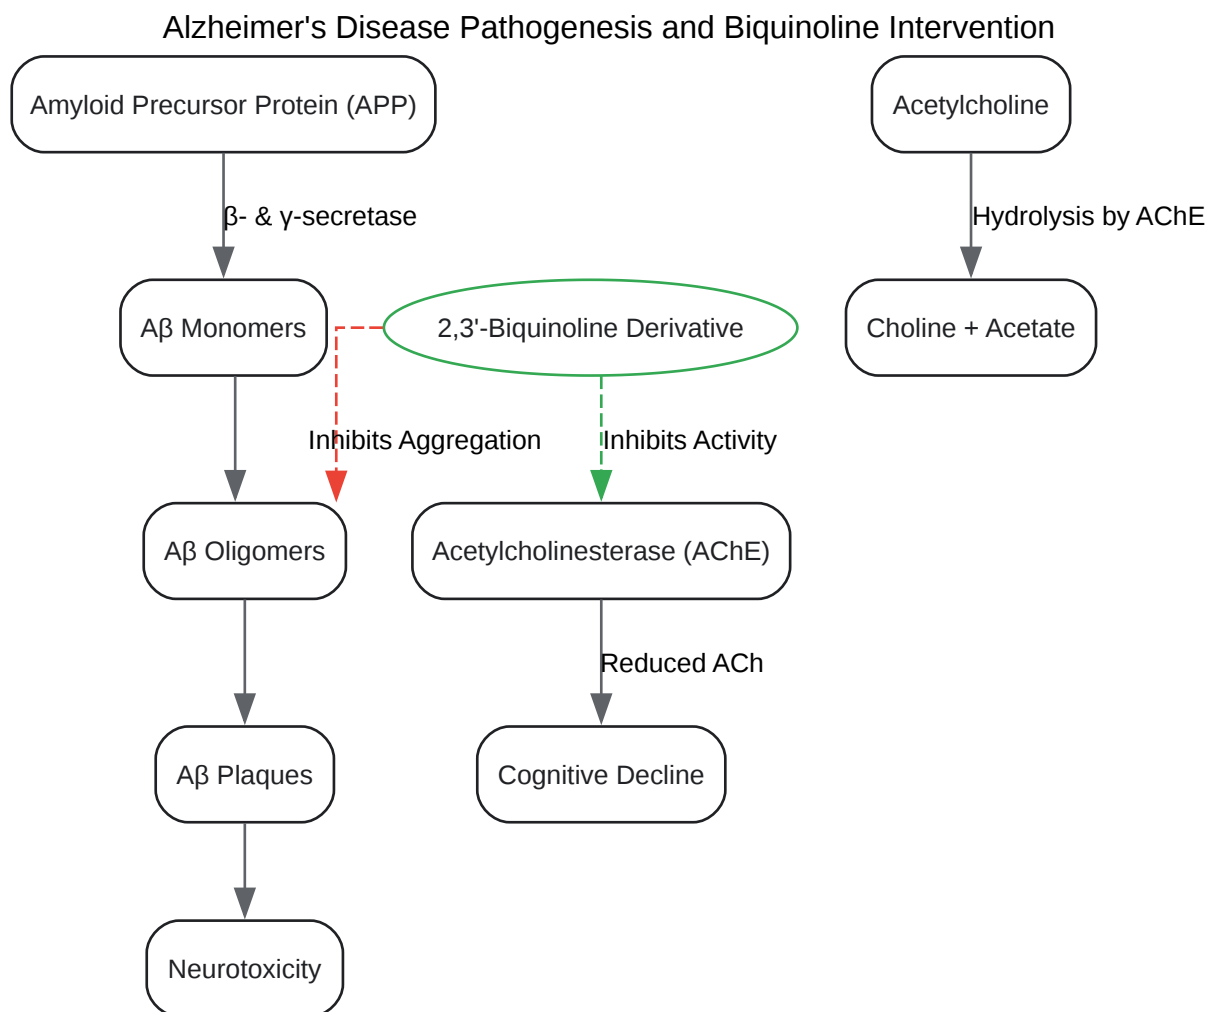 Alzheimer's Disease Pathogenesis and Biquinoline Intervention
Amyloid Precursor Protein (APP)
Acetylcholine
β- & γ-secretase
Hydrolysis by AChE
Aβ Monomers
2,3'-Biquinoline Derivative
Choline + Acetate
Inhibits Aggregation
Inhibits Activity
Aβ Oligomers
Acetylcholinesterase (AChE)
Reduced ACh
Aβ Plaques
Cognitive Decline
Neurotoxicity